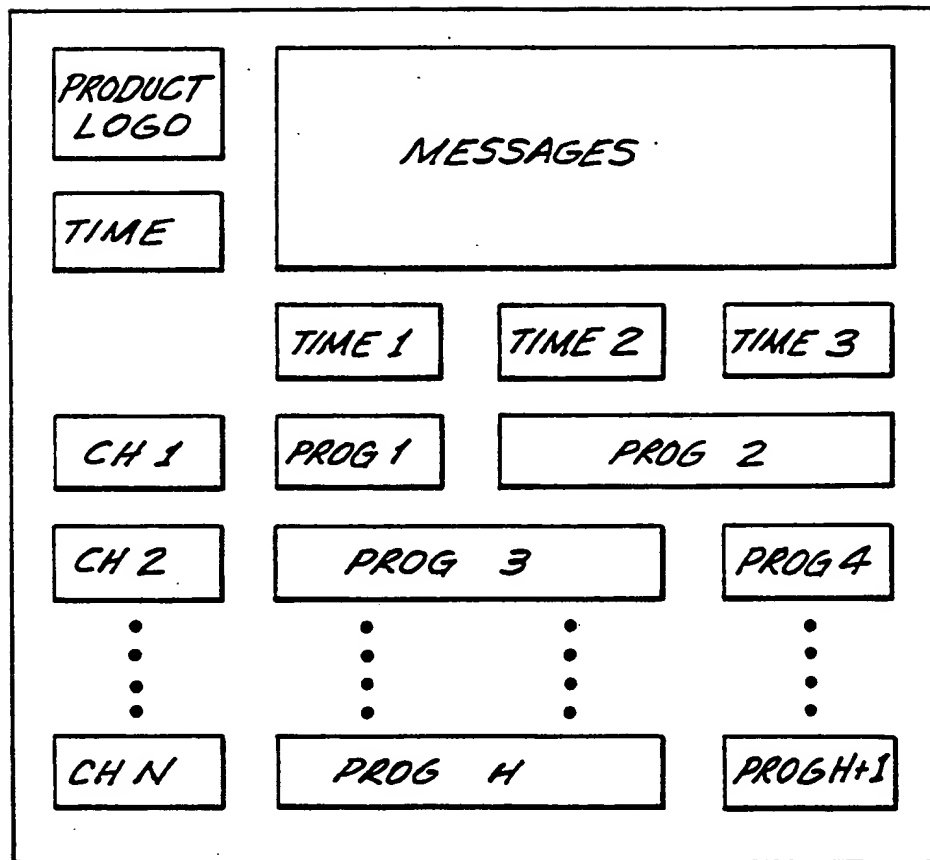 PRODUCT
LOGO
MESSAGES
TIME
TIME 1 TIME 2 TIME 3
CH 1 PROG 1 PROG 2
CH 2 PROG 3 PROG 4
CH N PROG H PROG H+1